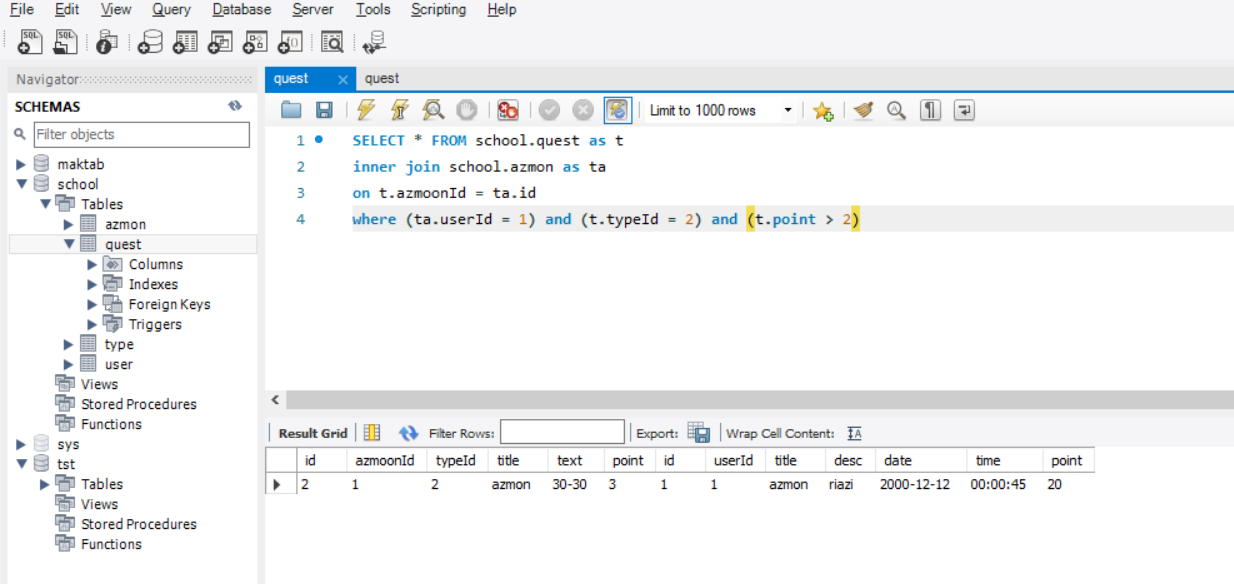 File Edit View Query Database Server Tools Scripting Help
Navigator
SCHEMAS
Filter objects
maktab
school
Tables
azmon
quest
Columns
Indexes
Foreign Keys
Triggers
type
user
Views
Stored Procedures
Functions
sys
tst
Tables
Views
Stored Procedures
Functions
quest quest
Limit to 1000 rows
1 SELECT * FROM school.quest as t
2 inner join school.azmon as ta
3 on t.azmoonId = ta.id
4 where (ta.userId = 1) and (t.typeId = 2) and (t.point > 2)
Result Grid Filter Rows: Export: Wrap Cell Content:
id azmoonId typeId title text point id userId title desc date time point
2 1 2 azmon 30-30 3 1 1 azmon riazi 2000-12-12 00:00:45 20